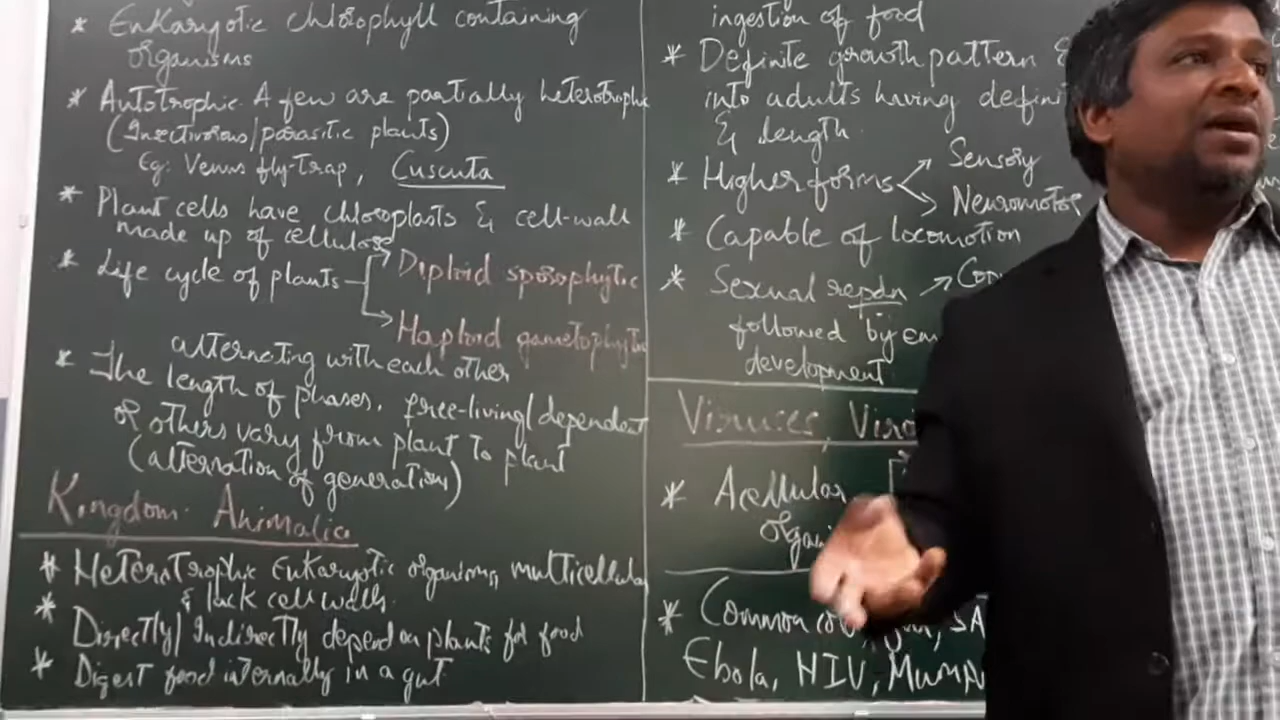 * Eukaryotic chlorophyll containing
organisms
* Autotrophic. A few are partially heterotrophic
(Insectivorous/parasitic plants)
Eg: Venus fly-trap, Cuscuta
* Plant cells have chloroplasts & cell-wall
made up of cellulose
* Life cycle of plants
Diploid sporophytic
Haploid gametophytic
alternating with each other
* The length of phases, free-living/dependent
of others vary from plant to plant
(alternation of generation)
Kingdom Animalia
* Heterotrophic Eukaryotic organisms, multicellular
& lack cell walls.
* Directly/Indirectly depend on plants for food
* Digest food internally in a gut
ingestion of food
* Definite growth pattern &
into adults having defini
& length.
* Higher forms
Sensory
Neuromotor
* Capable of locomotion
* Sexual repdn → Cop
followed by em
development
Viruses, Viro
* Acellular
organi
* Common co
Ebola, HIV, Mum